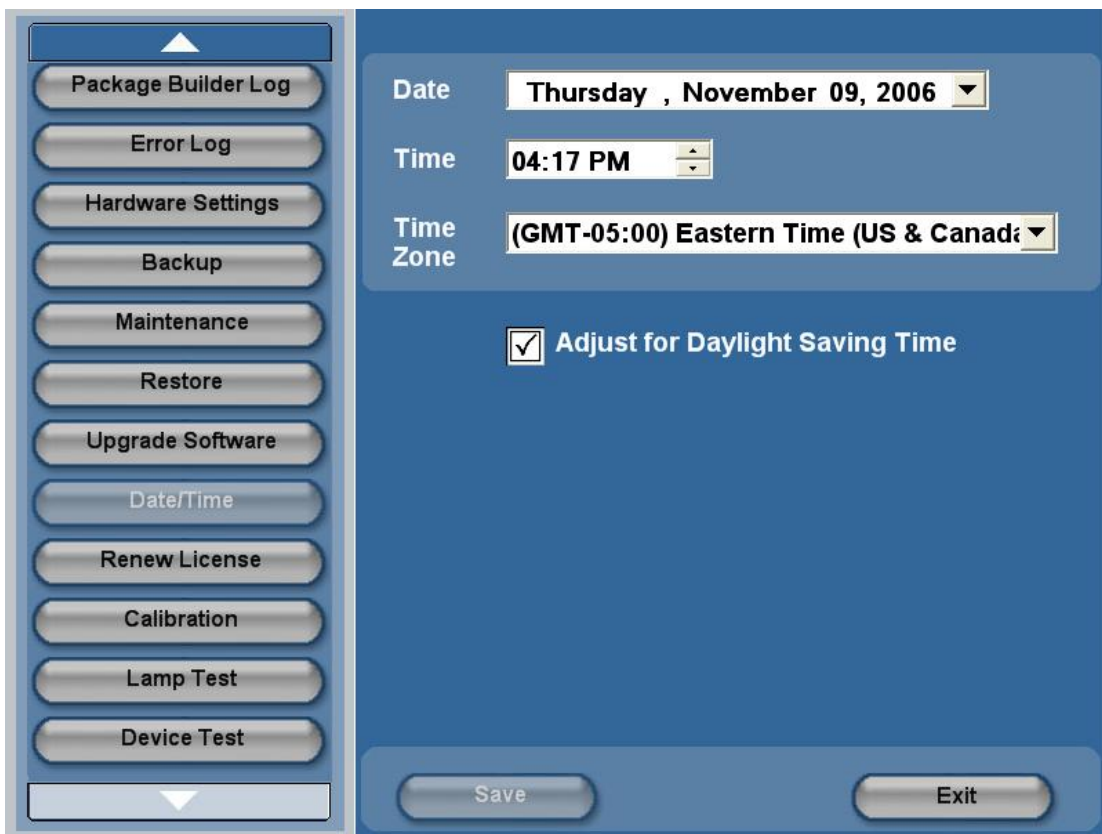 Package Builder Log
Error Log
Hardware Settings
Backup
Maintenance
Restore
Upgrade Software
Date/Time
Renew License
Calibration
Lamp Test
Device Test
Date
Thursday , November 09, 2006
Time
04:17 PM
Time
Zone
(GMT-05:00) Eastern Time (US & Canada
Adjust for Daylight Saving Time
Save
Exit